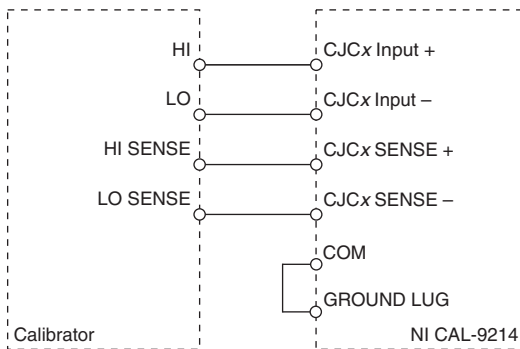 HI CJCx Input +
LO CJCx Input –
HI SENSE CJCx SENSE +
LO SENSE CJCx SENSE –
COM
GROUND LUG
Calibrator NI CAL-9214